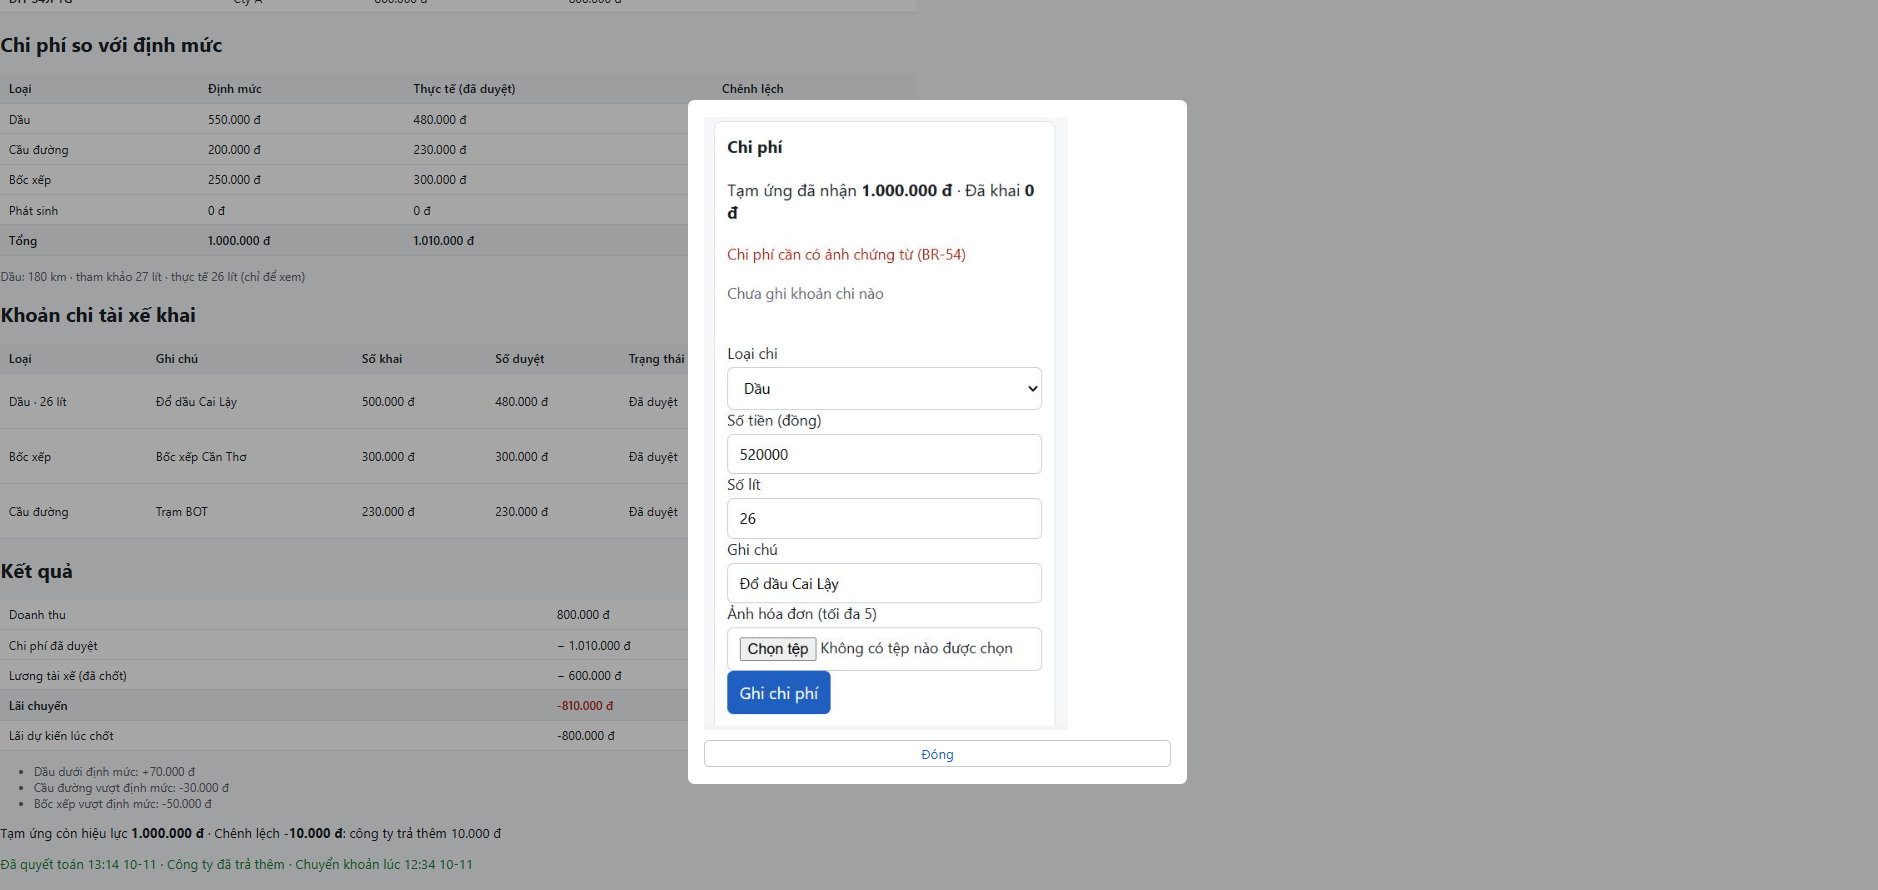 Cty A
Chi phí so với định mức
Loại Định mức Thực tế (đã duyệt) Chênh lệch
Dầu 550.000 đ 480.000 đ
Cầu đường 200.000 đ 230.000 đ
Bốc xếp 250.000 đ 300.000 đ
Phát sinh 0 đ 0 đ
Tổng 1.000.000 đ 1.010.000 đ
Dầu: 180 km · tham khảo 27 lít · thực tế 26 lít (chỉ để xem)
Khoản chi tài xế khai
Loại Ghi chú Số khai Số duyệt Trạng thái
Dầu · 26 lít Đổ dầu Cai Lậy 500.000 đ 480.000 đ Đã duyệt
Bốc xếp Bốc xếp Cần Thơ 300.000 đ 300.000 đ Đã duyệt
Cầu đường Trạm BOT 230.000 đ 230.000 đ Đã duyệt
Kết quả
Doanh thu 800.000 đ
Chi phí đã duyệt − 1.010.000 đ
Lương tài xế (đã chốt) − 600.000 đ
Lãi chuyến -810.000 đ
Lãi dự kiến lúc chốt -800.000 đ
• Dầu dưới định mức: +70.000 đ
• Cầu đường vượt định mức: -30.000 đ
• Bốc xếp vượt định mức: -50.000 đ
Tạm ứng còn hiệu lực 1.000.000 đ · Chênh lệch -10.000 đ: công ty trả thêm 10.000 đ
Đã quyết toán 13:14 10-11 · Công ty đã trả thêm · Chuyển khoản lúc 12:34 10-11
Chi phí
Tạm ứng đã nhận 1.000.000 đ · Đã khai 0
đ
Chi phí cần có ảnh chứng từ (BR-54)
Chưa ghi khoản chi nào
Loại chi
Dầu
Số tiền (đồng)
520000
Số lít
26
Ghi chú
Đổ dầu Cai Lậy
Ảnh hóa đơn (tối đa 5)
Chọn tệp Không có tệp nào được chọn
Ghi chi phí
Đóng